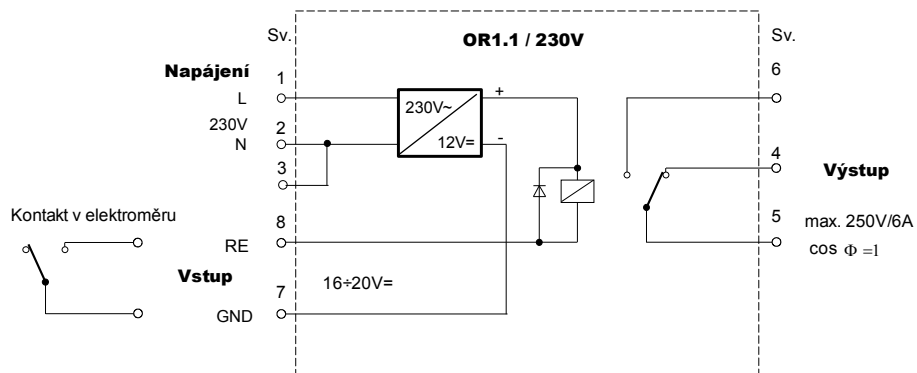 Sv.
OR1.1 / 230V
Sv.
Napájení
1
6
L
230V~
+
230V
2
N
12V=
-
3
4
Výstup
Kontakt v elektroměru
8
5
max. 250V/6A
RE
cos Φ =1
Vstup
7
16÷20V=
GND